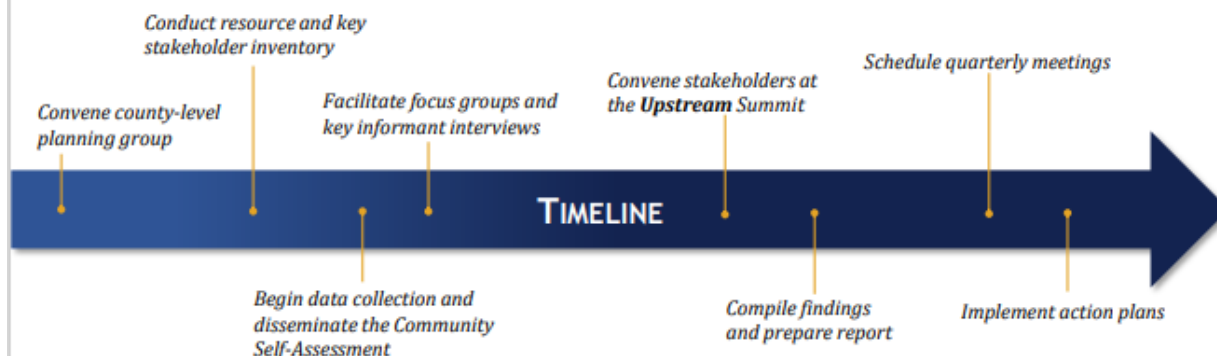 Conduct resource and key
stakeholder inventory
Schedule quarterly meetings
Convene stakeholders at
the Upstream Summit
Facilitate focus groups and
key informant interviews
Convene county-level
planning group
TIMELINE
Begin data collection and
disseminate the Community
Self-Assessment
Compile findings
and prepare report
Implement action plans